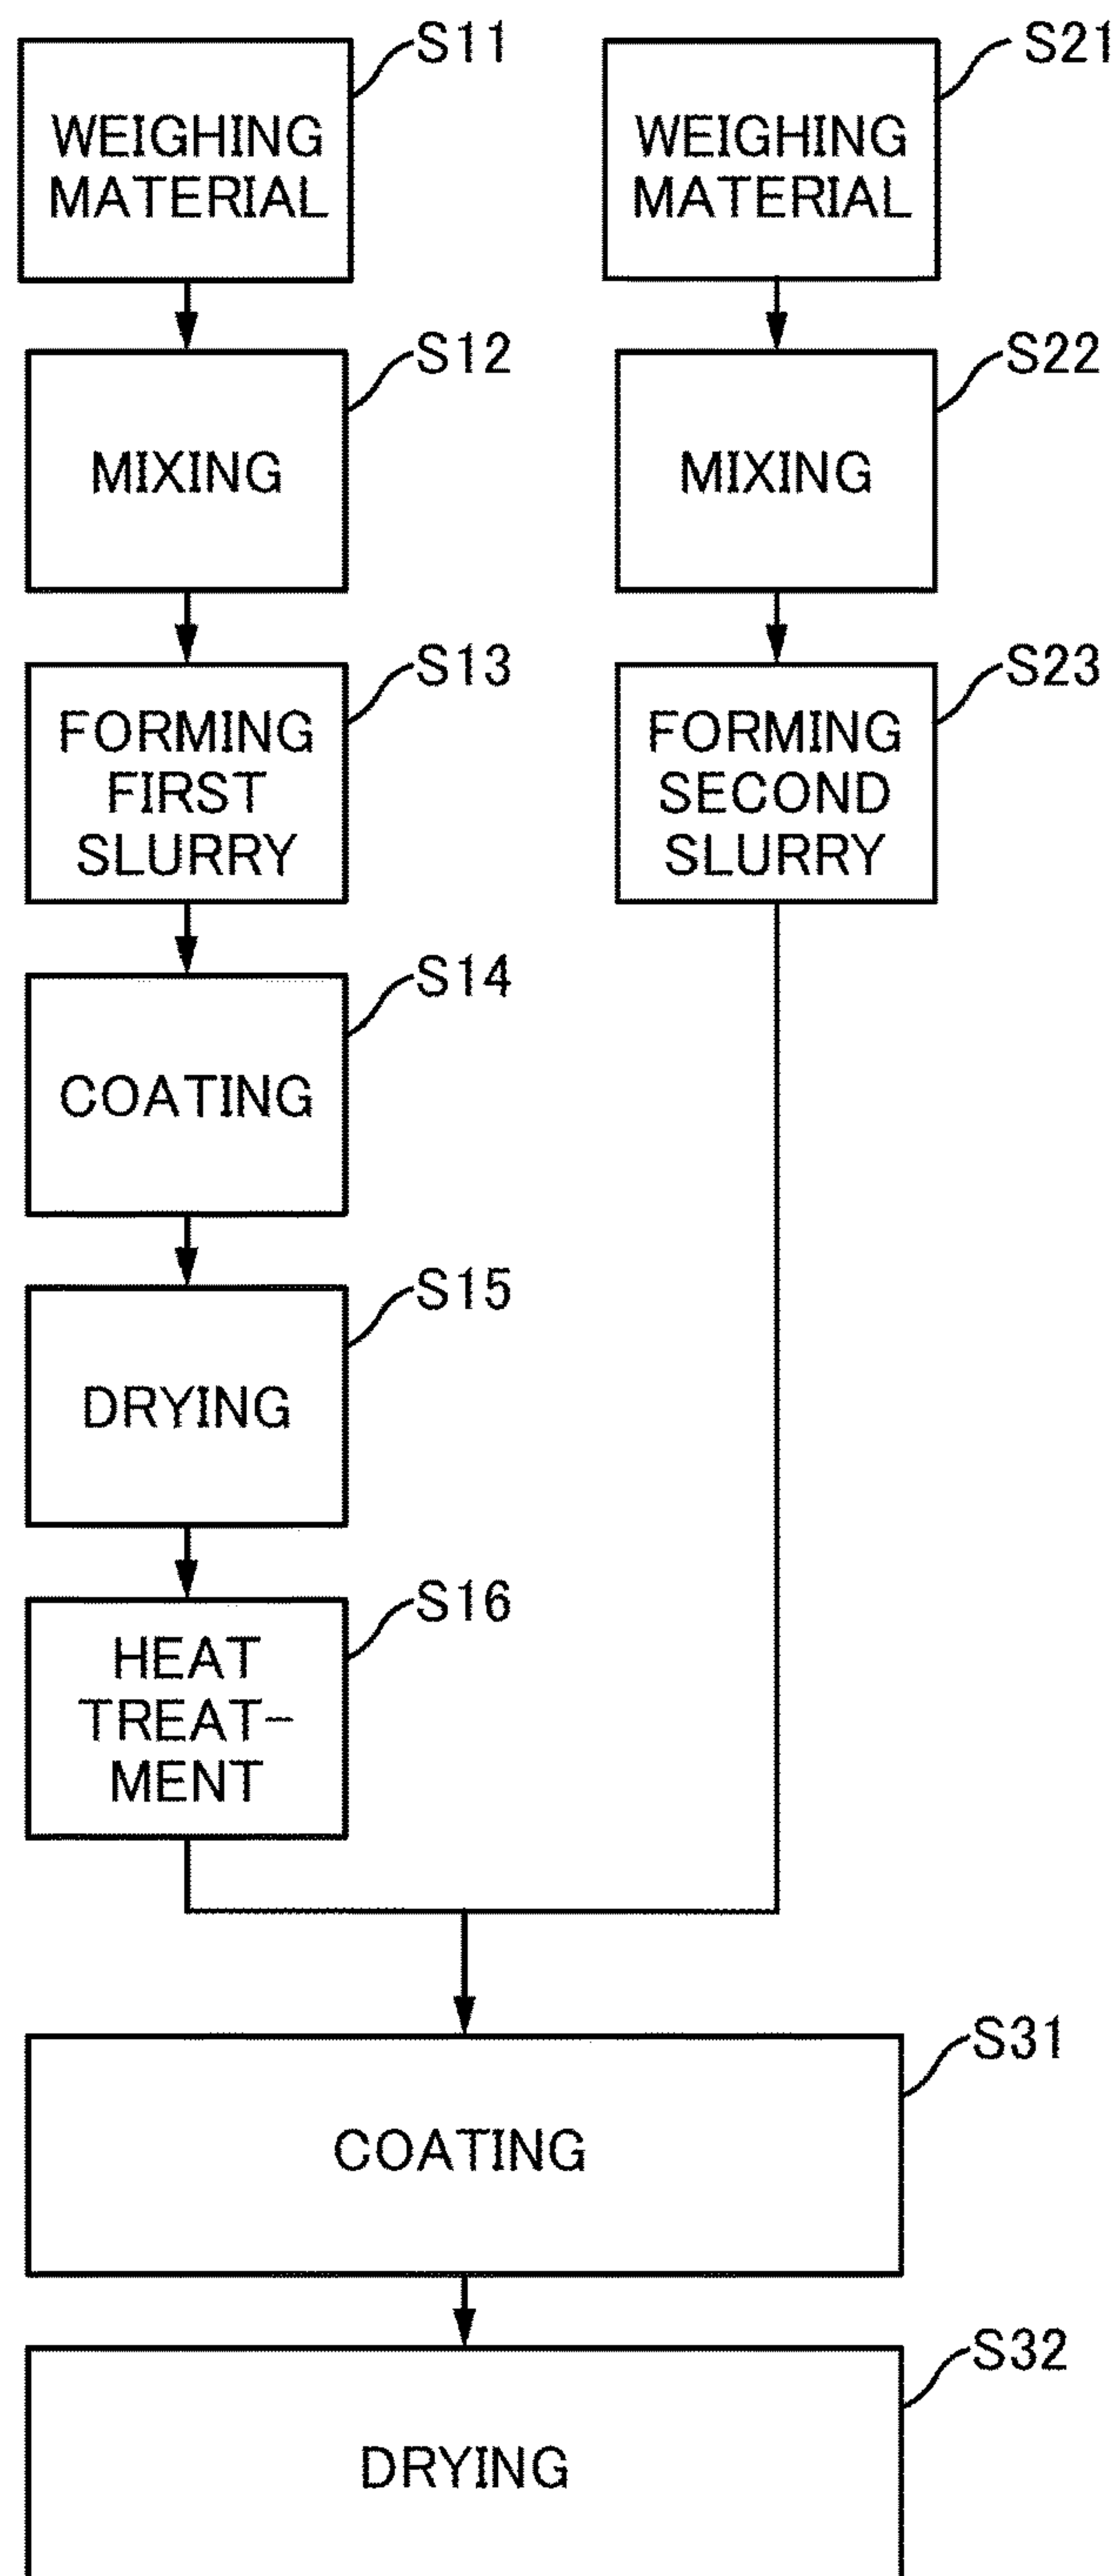 S11
WEIGHING
MATERIAL
S21
WEIGHING
MATERIAL
S12
MIXING
S22
MIXING
S13
FORMING
FIRST
SLURRY
S23
FORMING
SECOND
SLURRY
S14
COATING
S15
DRYING
S16
HEAT
TREAT-
MENT
S31
COATING
S32
DRYING